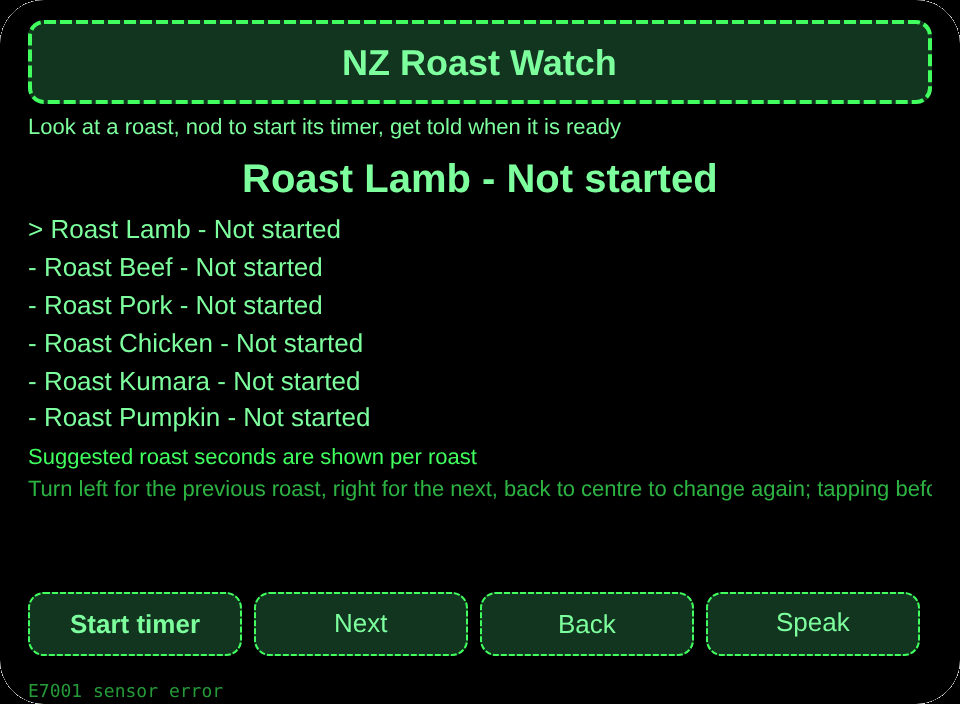 NZ Roast Watch
Look at a roast, nod to start its timer, get told when it is ready
Roast Lamb - Not started
> Roast Lamb - Not started
- Roast Beef - Not started
- Roast Pork - Not started
- Roast Chicken - Not started
- Roast Kumara - Not started
- Roast Pumpkin - Not started
Suggested roast seconds are shown per roast
Turn left for the previous roast, right for the next, back to centre to change again; tapping
Start timer
Next
Back
Speak
E7001 sensor error